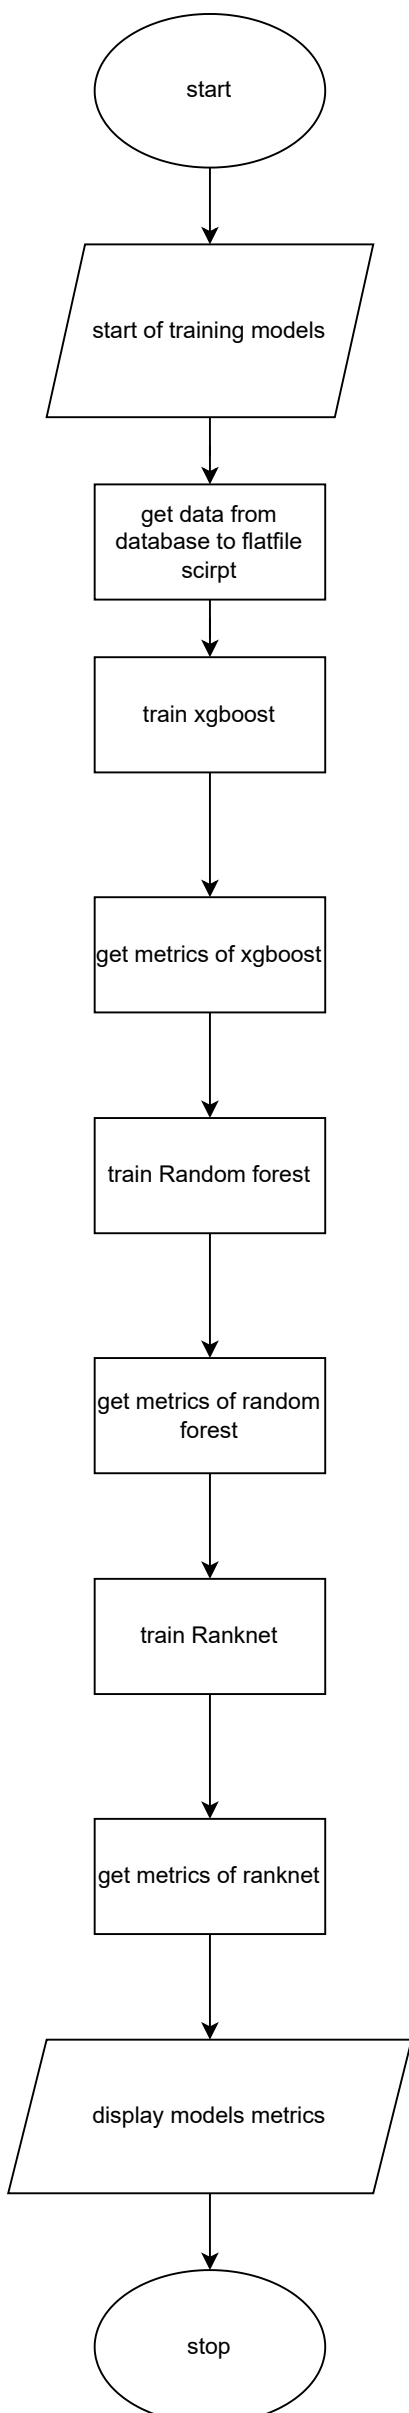 start
start of training models
get data from
database to flatfile
scirpt
train xgboost
get metrics of xgboost
train Random forest
get metrics of random
forest
train Ranknet
get metrics of ranknet
display models metrics
stop